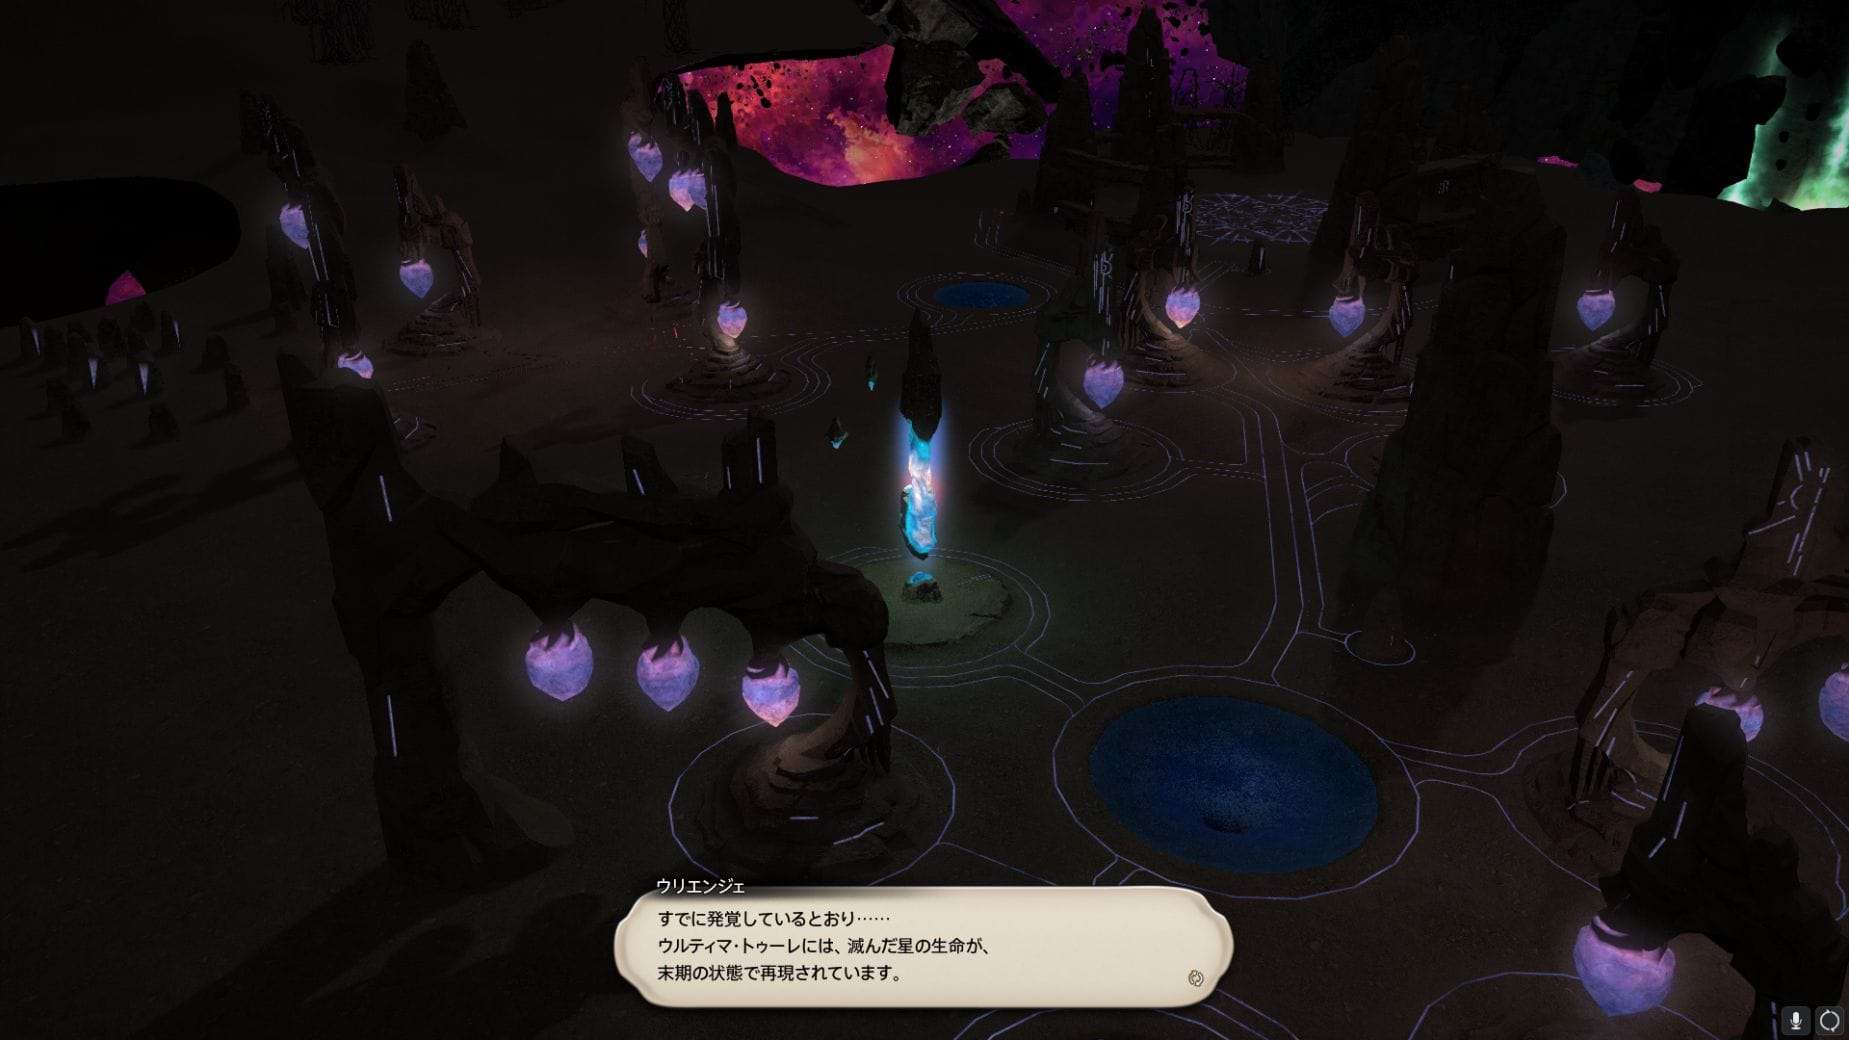 ウリエンジェ
すでに発覚しているとおり……
ウルティマ・トゥーレには、滅んだ星の生命が、
末期の状態で再現されています。